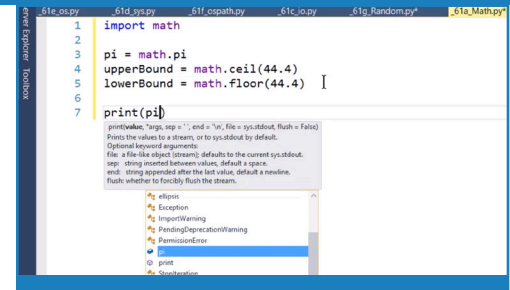 _61e_os.py _61d_sys.py _61f_ospath.py _61c_io.py _61g_Random.py* _61a_Math.py*
erver Explorer Toolbox
1 import math
2
3 pi = math.pi
4 upperBound = math.ceil(44.4)
5 lowerBound = math.floor(44.4)
6
7 print(pi)
print(value, *args, sep = ' ', end = '\n', file = sys.stdout, flush = False)
Prints the values to a stream, or to sys.stdout by default.
Optional keyword arguments:
file: a file-like object (stream); defaults to the current sys.stdout.
sep: string inserted between values, default a space.
end: string appended after the last value, default a newline.
flush: whether to forcibly flush the stream.
ellipsis
Exception
ImportWarning
PendingDeprecationWarning
PermissionError
pi
print
StopIteration